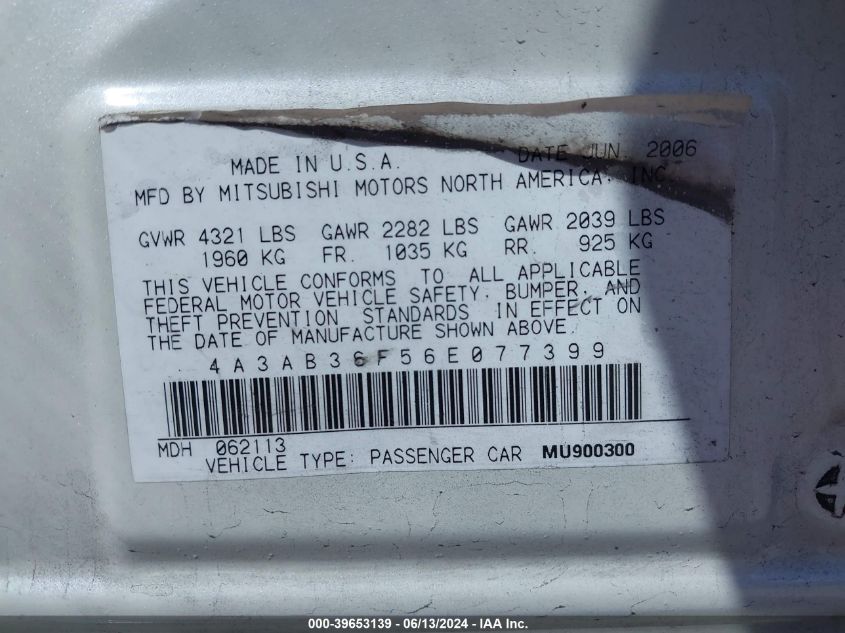 MADE IN U.S.A. DATE JUN. 2006
MFD BY MITSUBISHI MOTORS NORTH AMERICA, INC.
GVWR 4321 LBS GAWR 2282 LBS GAWR 2039 LBS
1960 KG FR. 1035 KG RR. 925 KG
THIS VEHICLE CONFORMS TO ALL APPLICABLE
FEDERAL MOTOR VEHICLE SAFETY, BUMPER, AND
THEFT PREVENTION STANDARDS IN EFFECT ON
THE DATE OF MANUFACTURE SHOWN ABOVE.
4A3AB36F56E077399
MDH 062113
VEHICLE TYPE: PASSENGER CAR MU900300
000-39653139 - 06/13/2024 - IAA Inc.